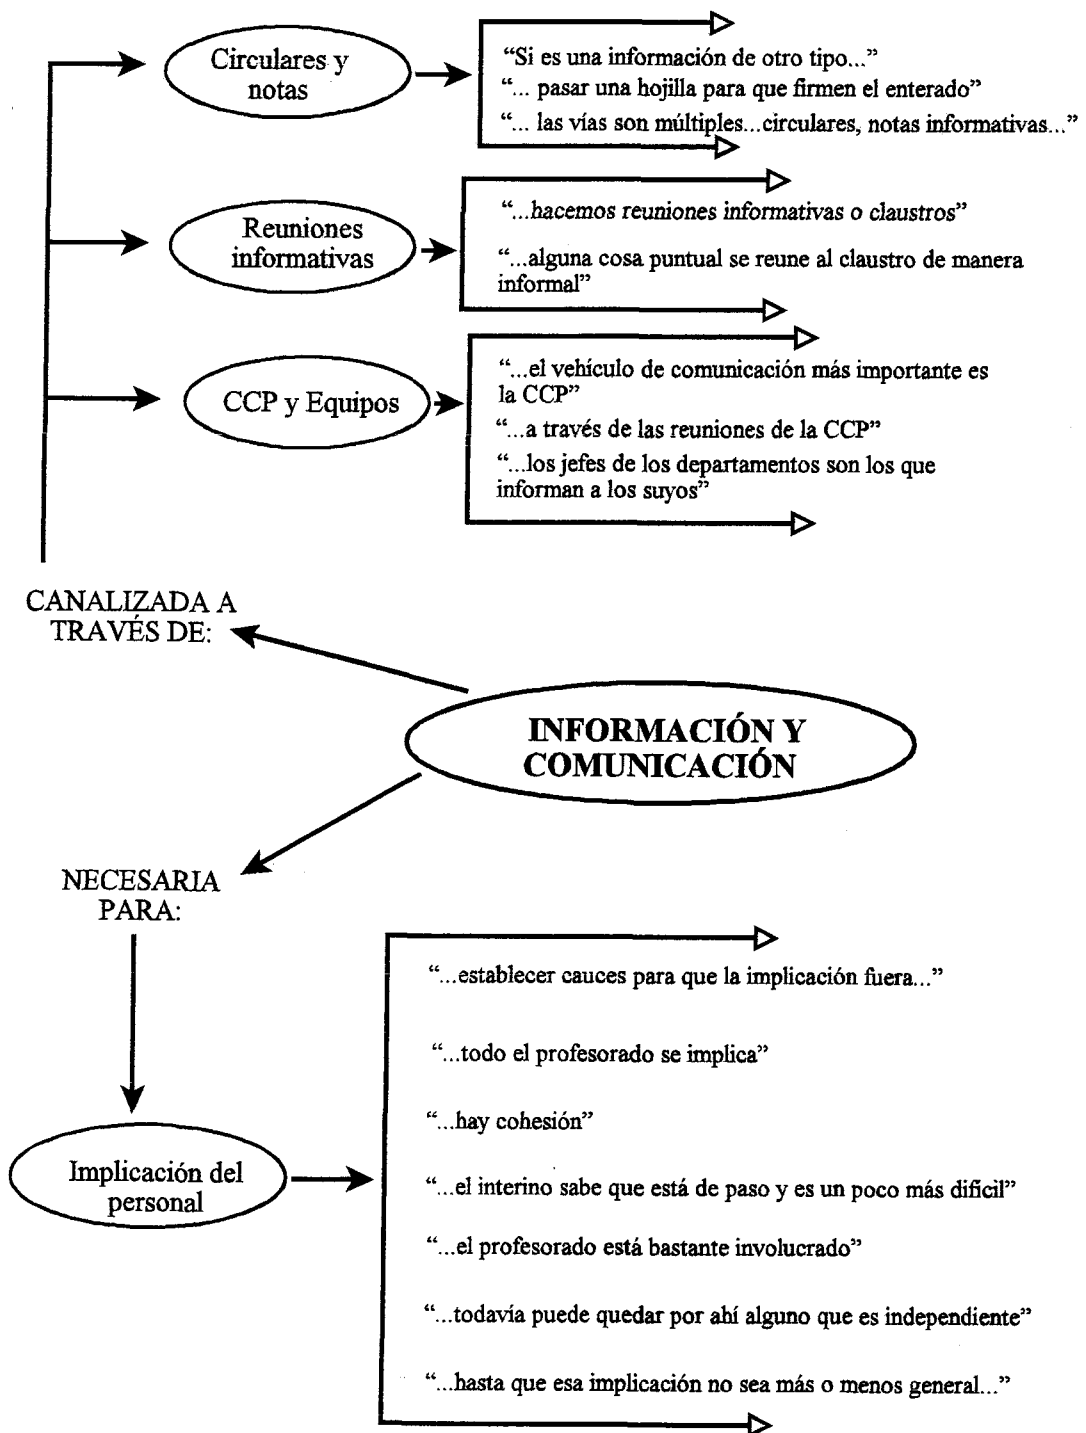 Circulares y
notas
“Si es una información de otro tipo...”
“... pasar una hojilla para que firmen el enterado”
“... las vías son múltiples...circulares, notas informativas...”
Reuniones
informativas
“...hacemos reuniones informativas o claustros”
“...alguna cosa puntual se reune al claustro de manera
informal”
CCP y Equipos
“...el vehículo de comunicación más importante es
la CCP”
“...a través de las reuniones de la CCP”
“...los jefes de los departamentos son los que
informan a los suyos”
CANALIZADA A
TRAVÉS DE:
INFORMACIÓN Y
COMUNICACIÓN
NECESARIA
PARA:
Implicación del
personal
“...establecer cauces para que la implicación fuera...”
“...todo el profesorado se implica”
“...hay cohesión”
“...el interino sabe que está de paso y es un poco más difícil”
“...el profesorado está bastante involucrado”
“...todavía puede quedar por ahí alguno que es independiente”
“...hasta que esa implicación no sea más o menos general...”